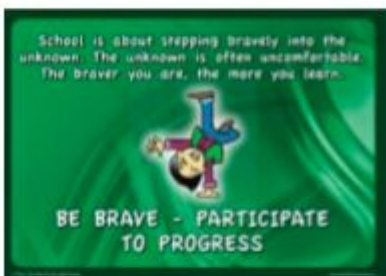 School is about stepping bravely into the
unknown. The unknown is often uncomfortable.
The braver you are, the more you learn.
BE BRAVE - PARTICIPATE
TO PROGRESS